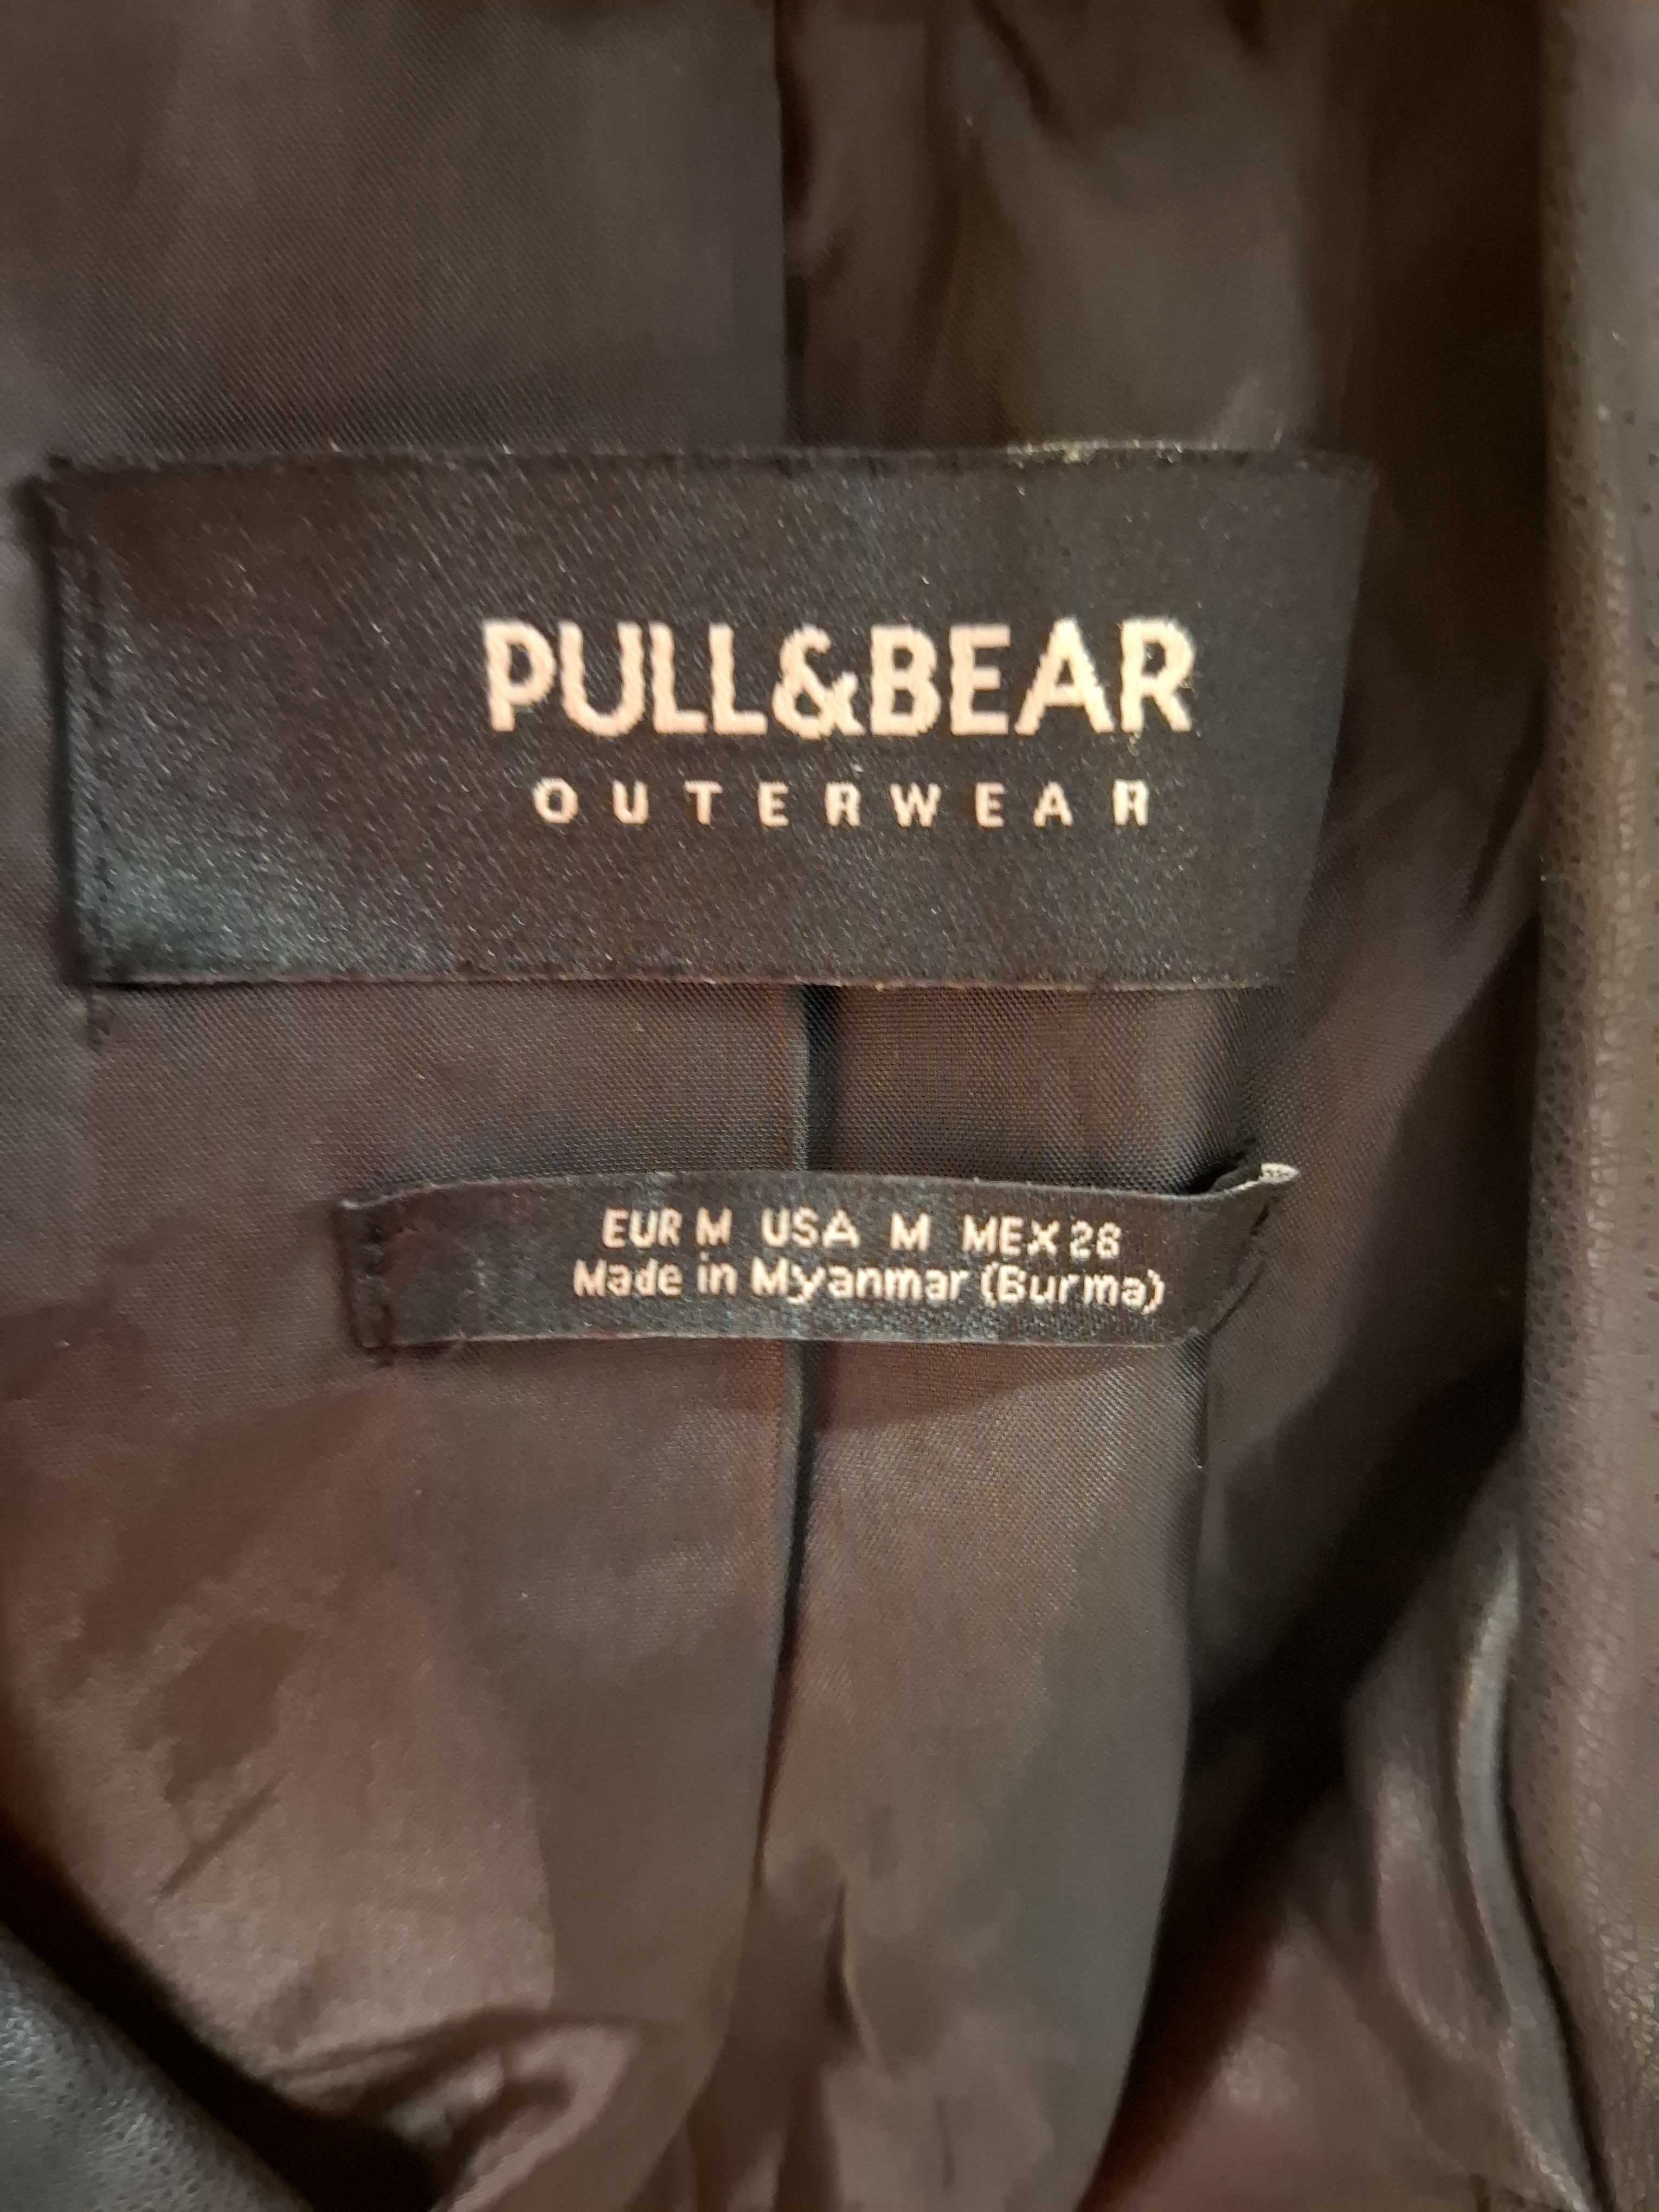 PULL&BEAR
OUTERWEAR
EUR M USA M MEX 28
Made in Myanmar (Burma)